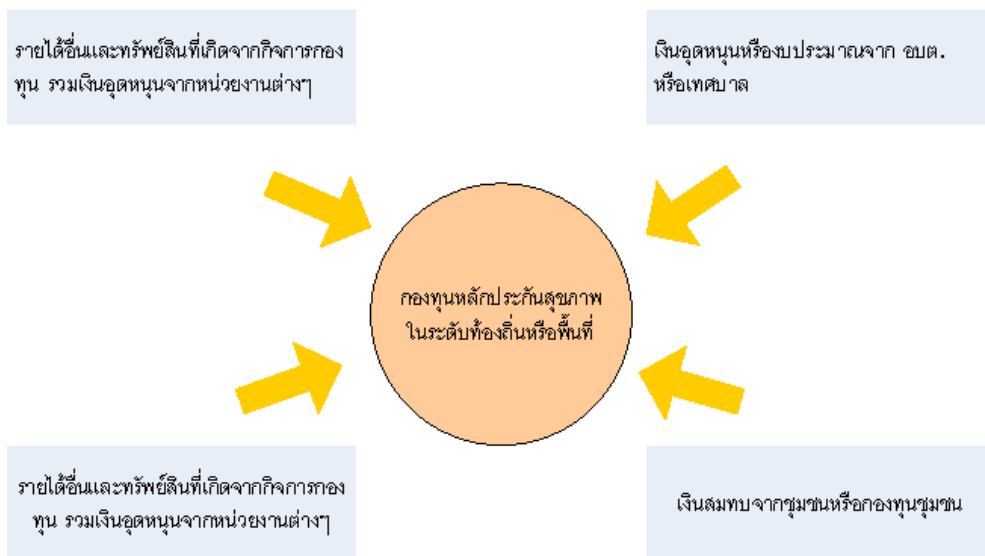 รายได้อื่นและทรัพย์สินที่เกิดจากกิจการกอง
ทุน รวมเงินอุดหนุนจากหน่วยงานต่างๆ
เงินอุดหนุนหรืองบประมาณจาก อบต.
หรือเทศบาล
กองทุนหลักประกันสุขภาพ
ในระดับท้องถิ่นหรือพื้นที่
รายได้อื่นและทรัพย์สินที่เกิดจากกิจการกอง
ทุน รวมเงินอุดหนุนจากหน่วยงานต่างๆ
เงินสมทบจากชุมชนหรือกองทุนชุมชน